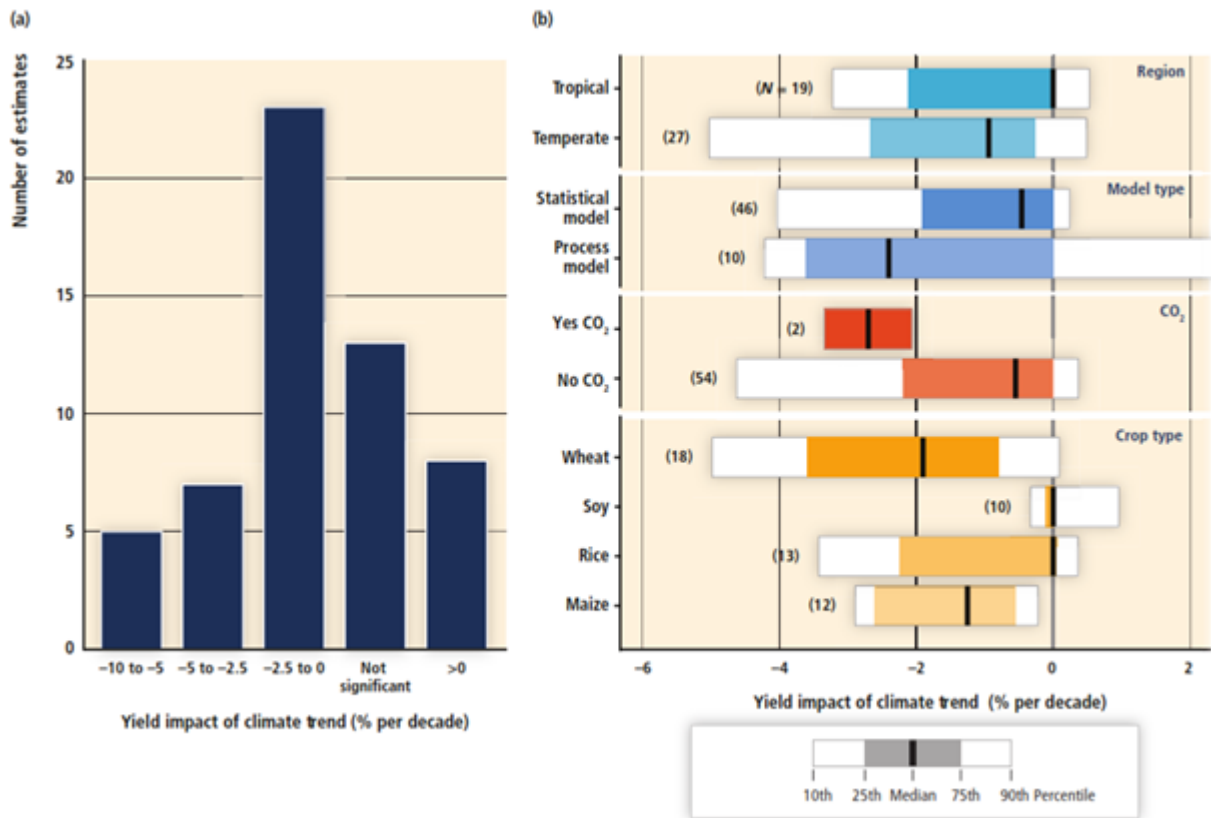 (a)
Number of estimates
25
20
15
10
5
0
−10 to −5
−5 to −2.5
−2.5 to 0
Not
significant
>0
Yield impact of climate trend (% per decade)
(b)
Region
Tropical
(N = 19)
Temperate
(27)
Model type
Statistical
model
(46)
Process
model
(10)
CO₂
Yes CO₂
(2)
No CO₂
(54)
Crop type
Wheat
(18)
Soy
(10)
Rice
(13)
Maize
(12)
−6
−4
−2
0
2
Yield impact of climate trend (% per decade)
10th
25th
Median
75th
90th Percentile